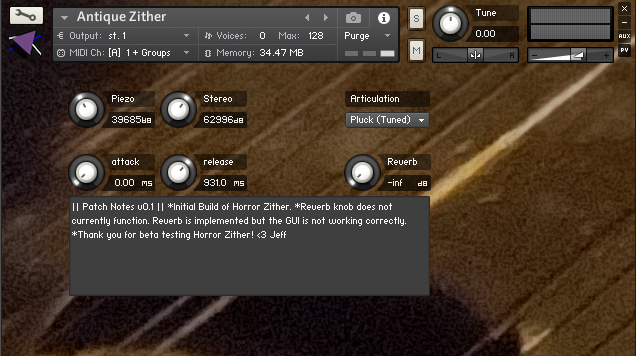 Antique Zither
Output: st. 1 Voices: 0 Max: 128 Purge
MIDI Ch: [A] 1 + Groups Memory: 34.47 MB
S
M
Tune
0.00
L R
- +
×
–
AUX
PV
Piezo Stereo Articulation
39685dB 62996dB Pluck (Tuned)
attack release Reverb
0.00 ms 931.0 ms -inf dB
|| Patch Notes v0.1 || *Initial Build of Horror Zither. *Reverb knob does not
currently function. Reverb is implemented but the GUI is not working correctly.
*Thank you for beta testing Horror Zither! <3 Jeff